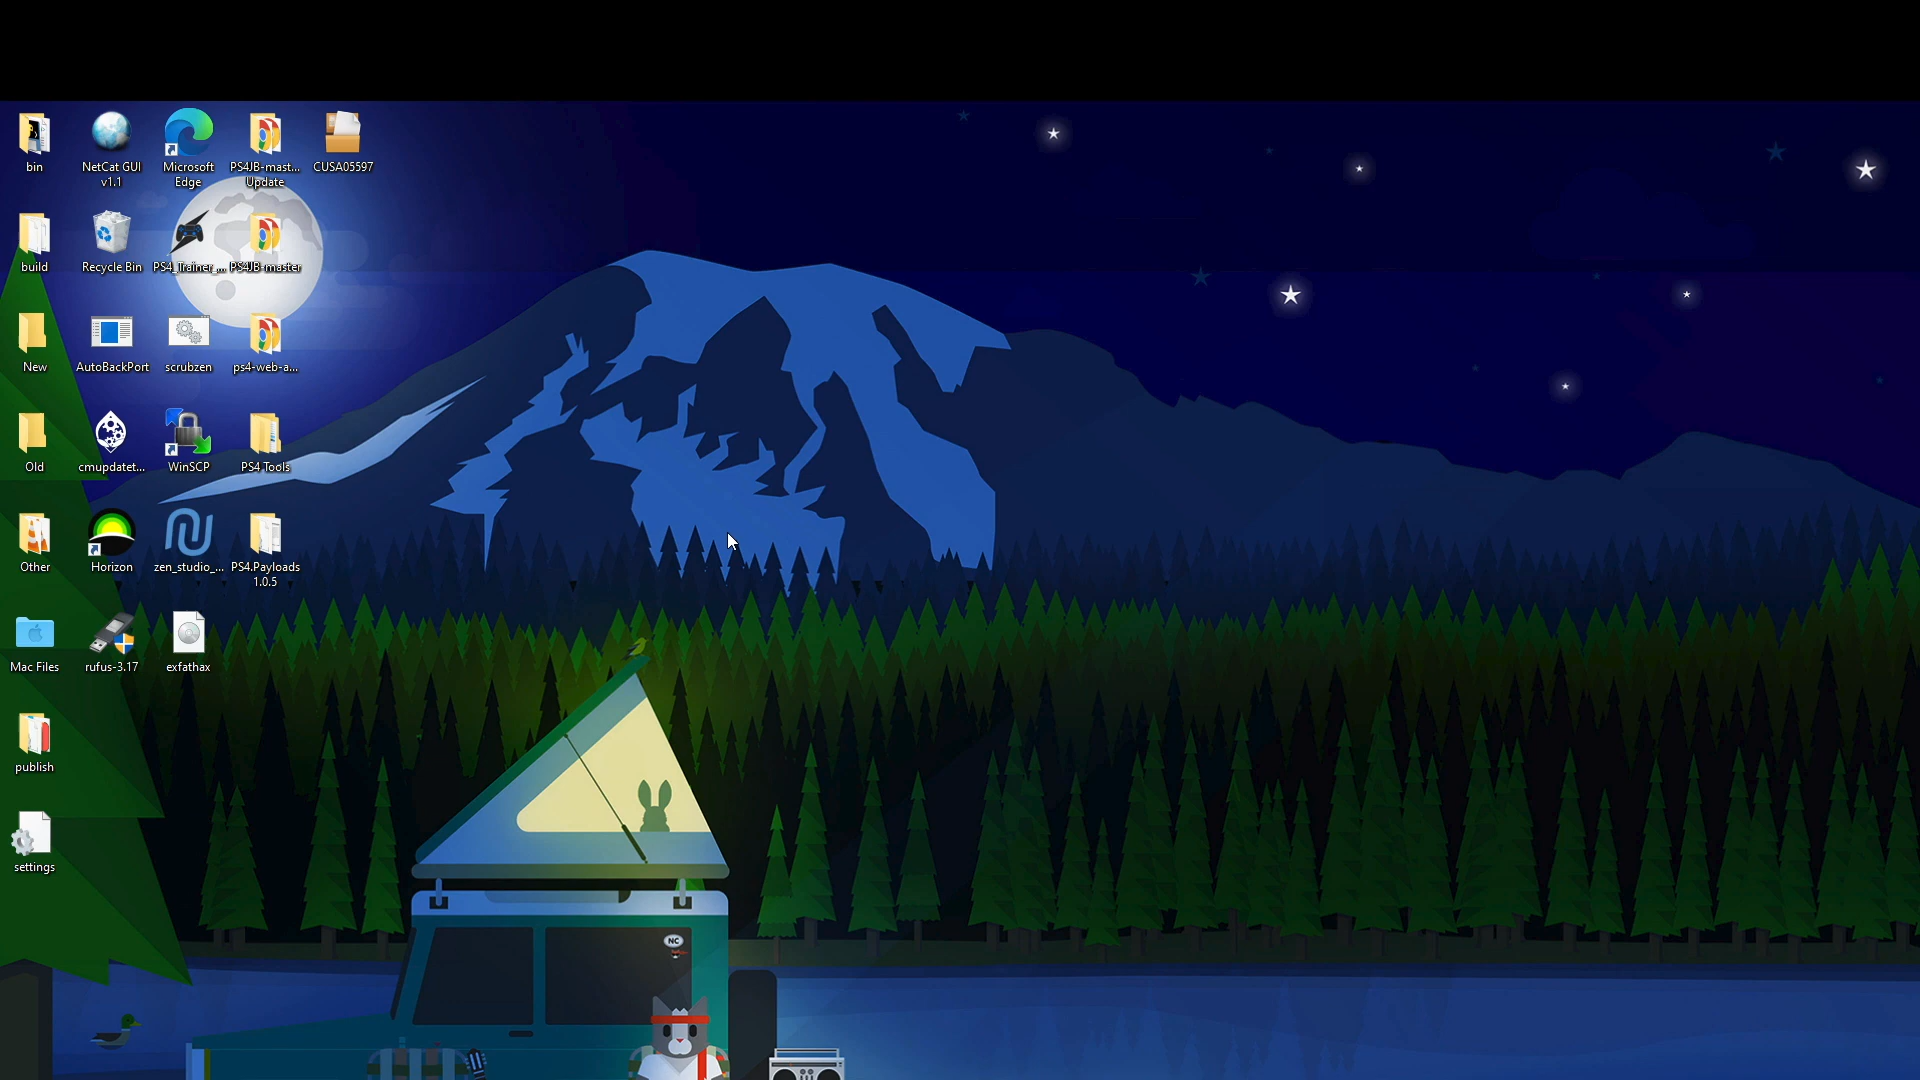 bin
NetCat GUI
v1.1
Microsoft
Edge
PS4JB-mast...
Update
CUSA05597
build
Recycle Bin
PS4_Trainer_...
PS4JB-master
New
AutoBackPort
scrubzen
ps4-web-a...
Old
cmupdatet...
WinSCP
PS4 Tools
Other
Horizon
zen_studio_...
PS4.Payloads
1.0.5
Mac Files
rufus-3.17
exfathax
publish
settings
NC